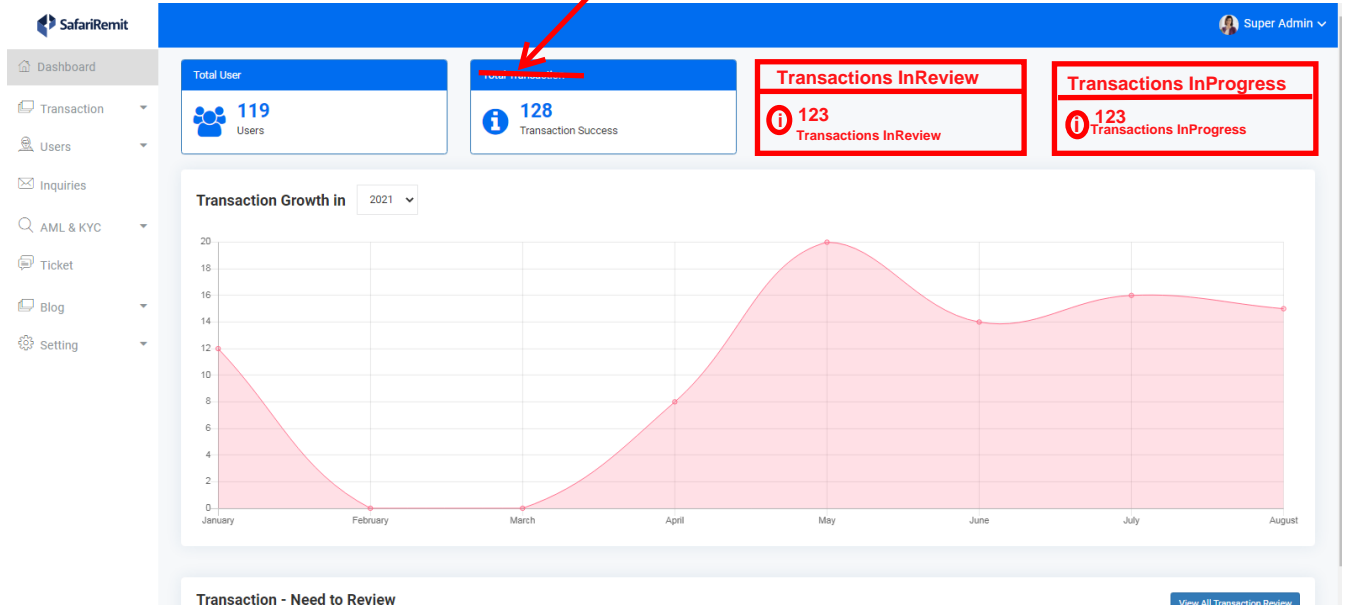 SafariRemit
Super Admin
Dashboard
Transaction
Users
Inquiries
AML & KYC
Ticket
Blog
Setting
Total User
119
Users
Total Transaction
128
Transaction Success
Transactions InReview
123
Transactions InReview
Transactions InProgress
123
Transactions InProgress
Transaction Growth in 2021
20
18
16
14
12
10
8
6
4
2
0
January February March April May June July August
Transaction - Need to Review
View All Transaction Review